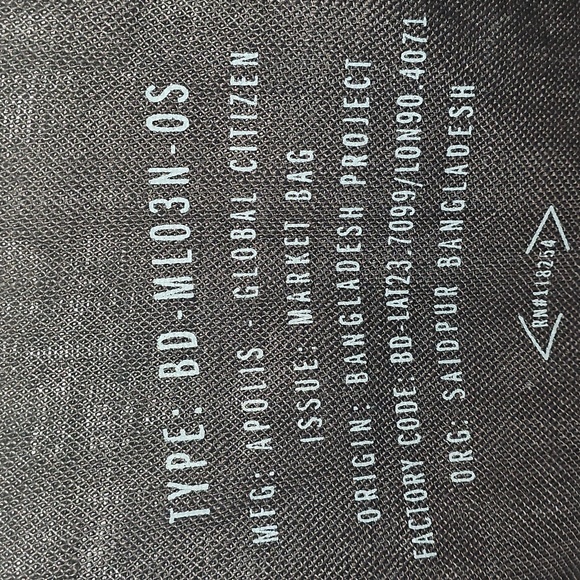 TYPE: BD-ML03N-OS
MFG: APOLIS - GLOBAL CITIZEN
ISSUE: MARKET BAG
ORIGIN: BANGLADESH PROJECT
FACTORY CODE: BD-LAT23.7099/LON90.4071
ORG: SAIDPUR BANGLADESH
RN#118254